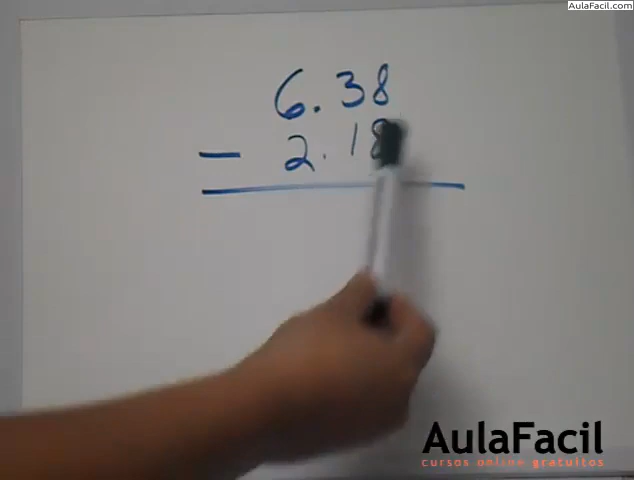 AulaFacil.com
6.38
- 2.18
AulaFacil
cursos online gratuitos